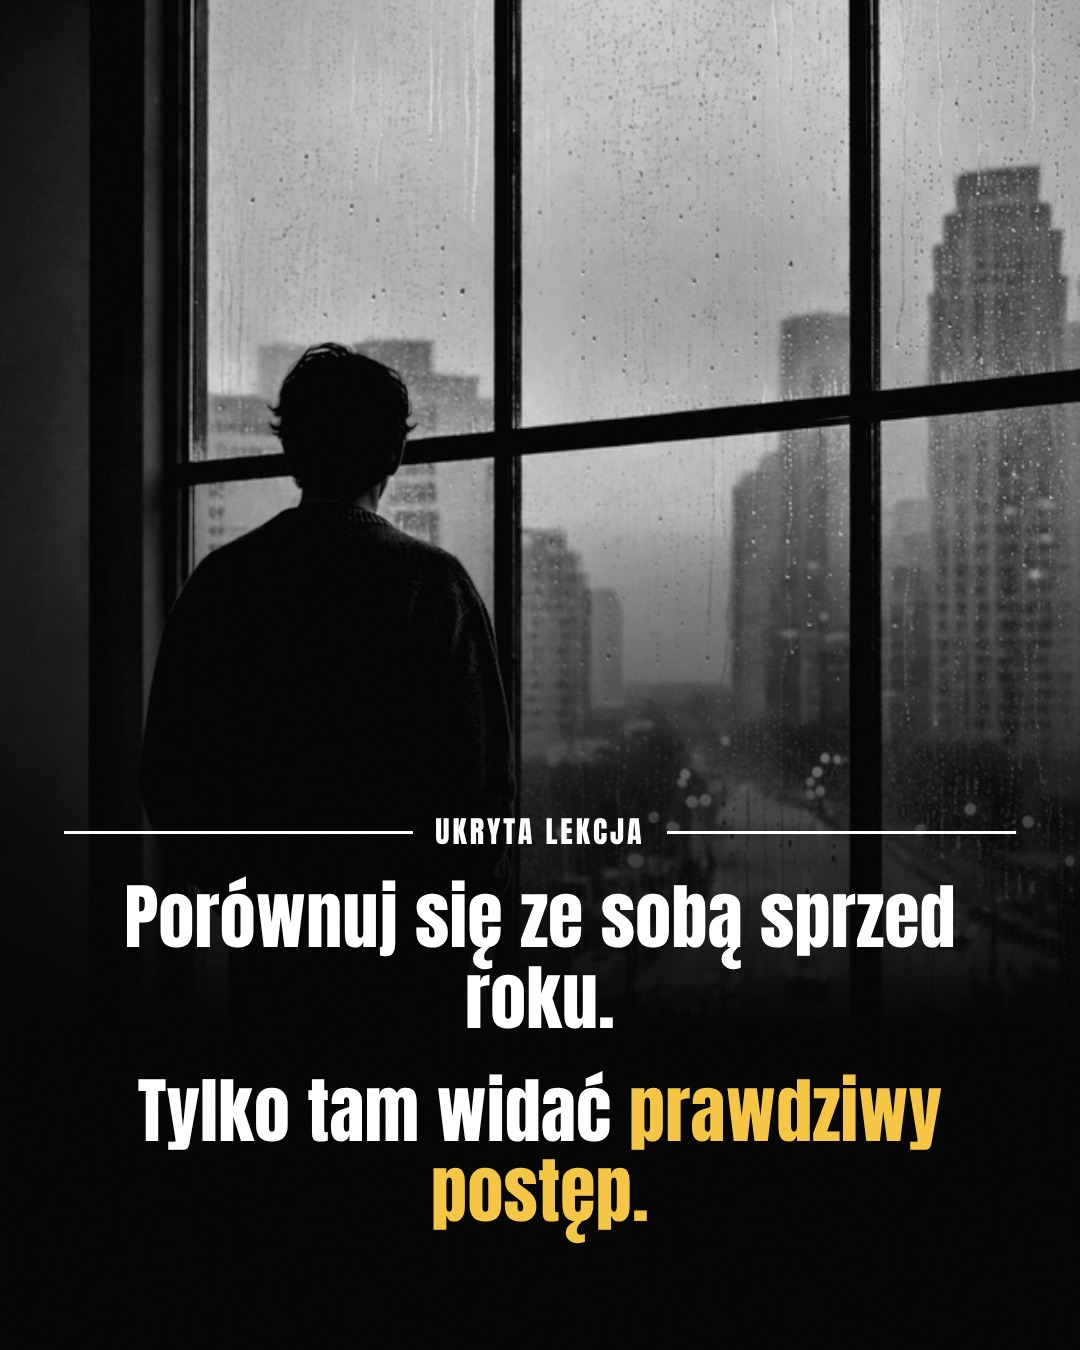 UKRYTA LEKCJA
Porównuj się ze sobą sprzed
roku.
Tylko tam widać prawdziwy
postęp.